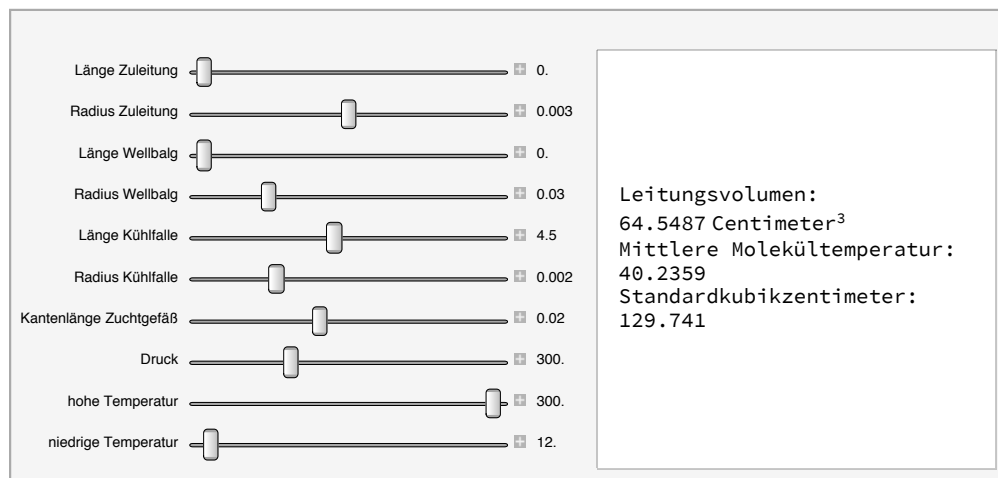 Länge Zuleitung 0.
Radius Zuleitung 0.003
Länge Wellbalg 0.
Radius Wellbalg 0.03
Länge Kühlfalle 4.5
Radius Kühlfalle 0.002
Kantenlänge Zuchtgefäß 0.02
Druck 300.
hohe Temperatur 300.
niedrige Temperatur 12.
Leitungsvolumen:
64.5487 Centimeter³
Mittlere Molekültemperatur:
40.2359
Standardkubikzentimeter:
129.741